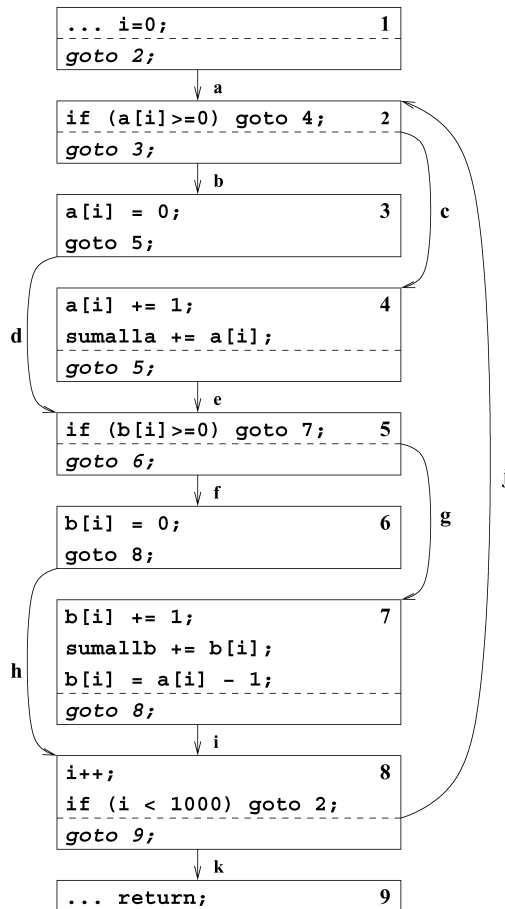 ... i=0; 1
goto 2;
a
if (a[i]>=0) goto 4; 2
goto 3;
b
c
a[i] = 0; 3
goto 5;
d
a[i] += 1; 4
sumalla += a[i];
goto 5;
e
if (b[i]>=0) goto 7; 5
goto 6;
f
g
b[i] = 0; 6
goto 8;
h
b[i] += 1; 7
sumallb += b[i];
b[i] = a[i] - 1;
goto 8;
i
i++; 8
if (i < 1000) goto 2;
goto 9;
k
... return; 9